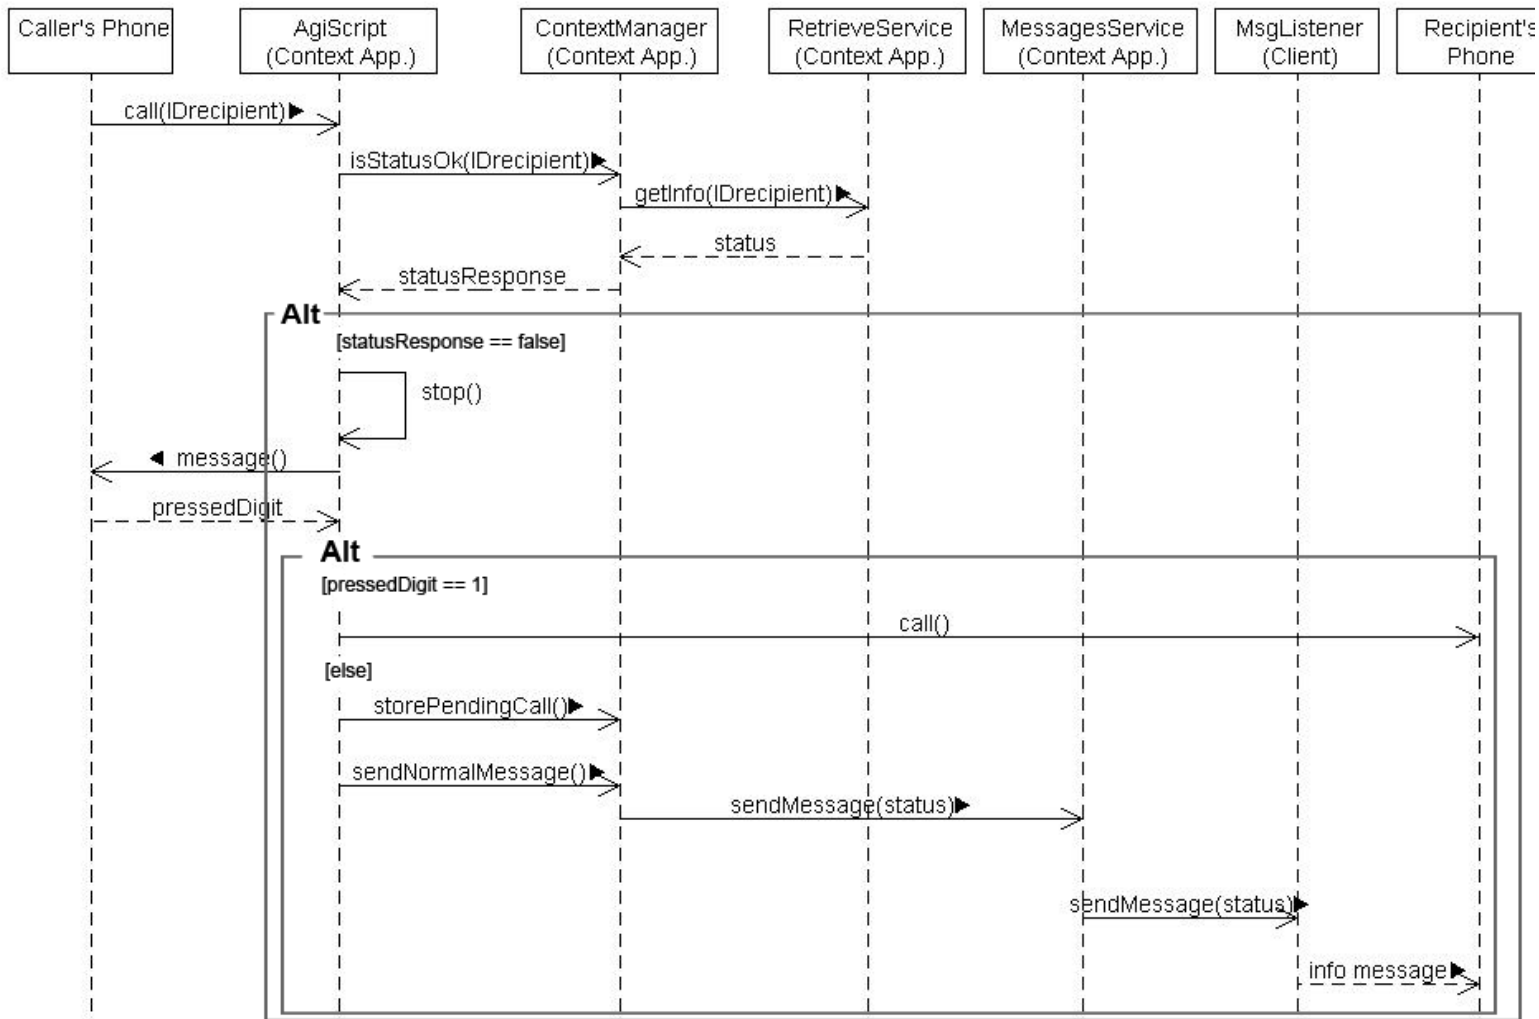 Caller's Phone
AgiScript
(Context App.)
ContextManager
(Context App.)
RetrieveService
(Context App.)
MessagesService
(Context App.)
MsgListener
(Client)
Recipient's
Phone
call(IDrecipient)
isStatusOk(IDrecipient)
getInfo(IDrecipient)
status
statusResponse
Alt
[statusResponse == false]
stop()
message()
pressedDigit
Alt
[pressedDigit == 1]
call()
[else]
storePendingCall()
sendNormalMessage()
sendMessage(status)
sendMessage(status)
info message